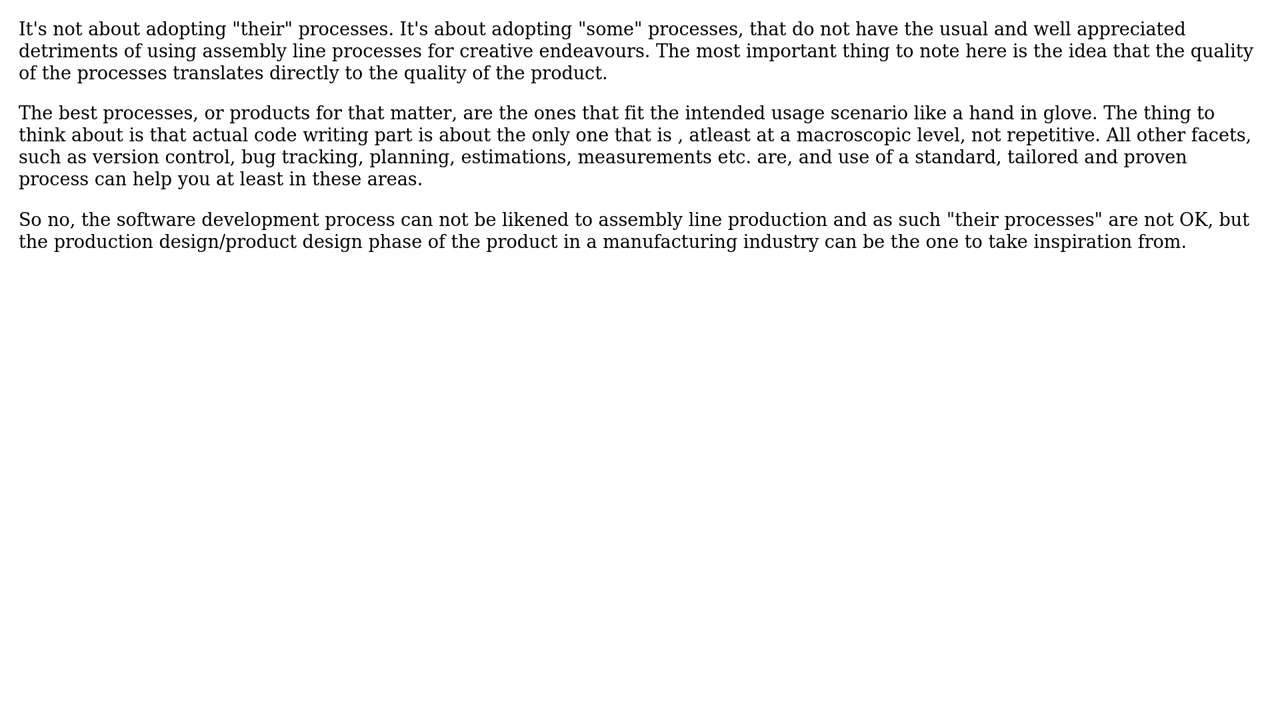 It's not about adopting "their" processes. It's about adopting "some" processes, that do not have the usual and well appreciated
detriments of using assembly line processes for creative endeavours. The most important thing to note here is the idea that the quality
of the processes translates directly to the quality of the product.
The best processes, or products for that matter, are the ones that fit the intended usage scenario like a hand in glove. The thing to
think about is that actual code writing part is about the only one that is , atleast at a macroscopic level, not repetitive. All other facets,
such as version control, bug tracking, planning, estimations, measurements etc. are, and use of a standard, tailored and proven
process can help you at least in these areas.
So no, the software development process can not be likened to assembly line production and as such "their processes" are not OK, but
the production design/product design phase of the product in a manufacturing industry can be the one to take inspiration from.